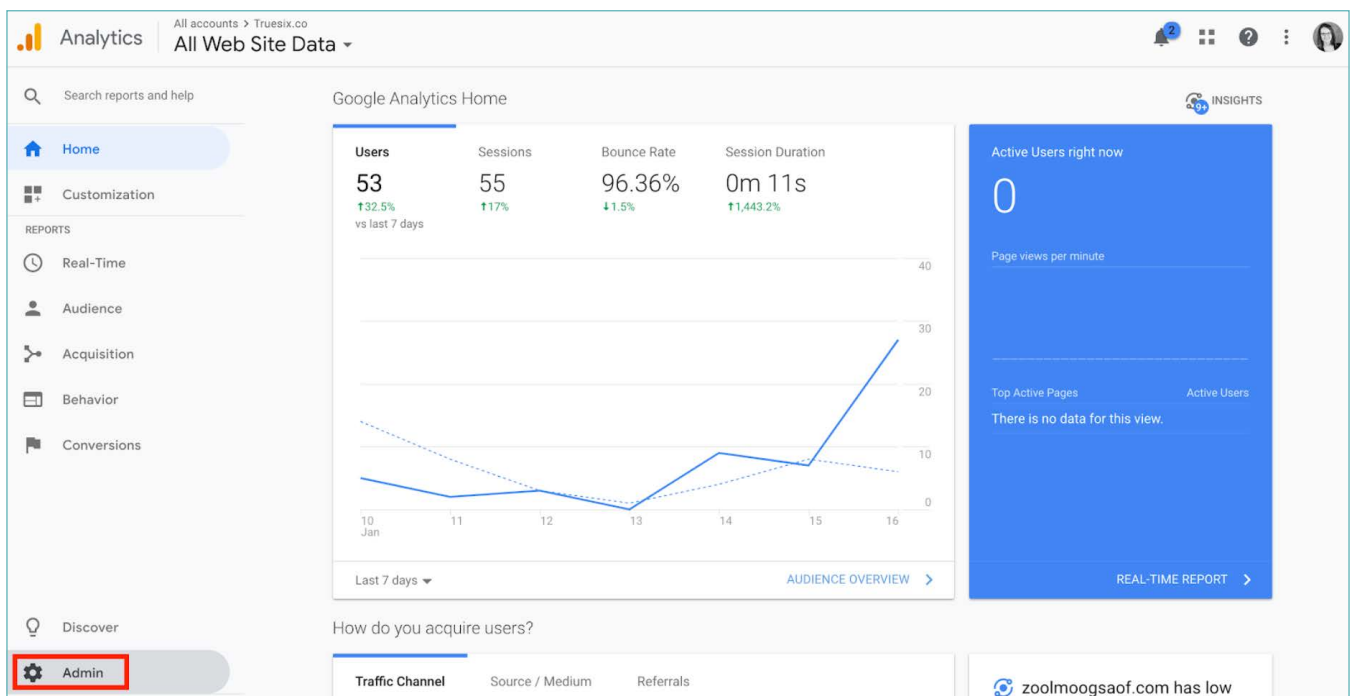 Analytics
All accounts > Truesix.co
All Web Site Data
2
Search reports and help
Home
Customization
REPORTS
Real-Time
Audience
Acquisition
Behavior
Conversions
Discover
Admin
Google Analytics Home
9+ INSIGHTS
Users Sessions Bounce Rate Session Duration
53 55 96.36% 0m 11s
↑32.5% ↑17% ↓1.5% ↑1,443.2%
vs last 7 days
40
30
20
10
0
10 11 12 13 14 15 16
Jan
Last 7 days AUDIENCE OVERVIEW >
Active Users right now
0
Page views per minute
Top Active Pages Active Users
There is no data for this view.
REAL-TIME REPORT >
How do you acquire users?
Traffic Channel Source / Medium Referrals
zoolmoogsaof.com has low